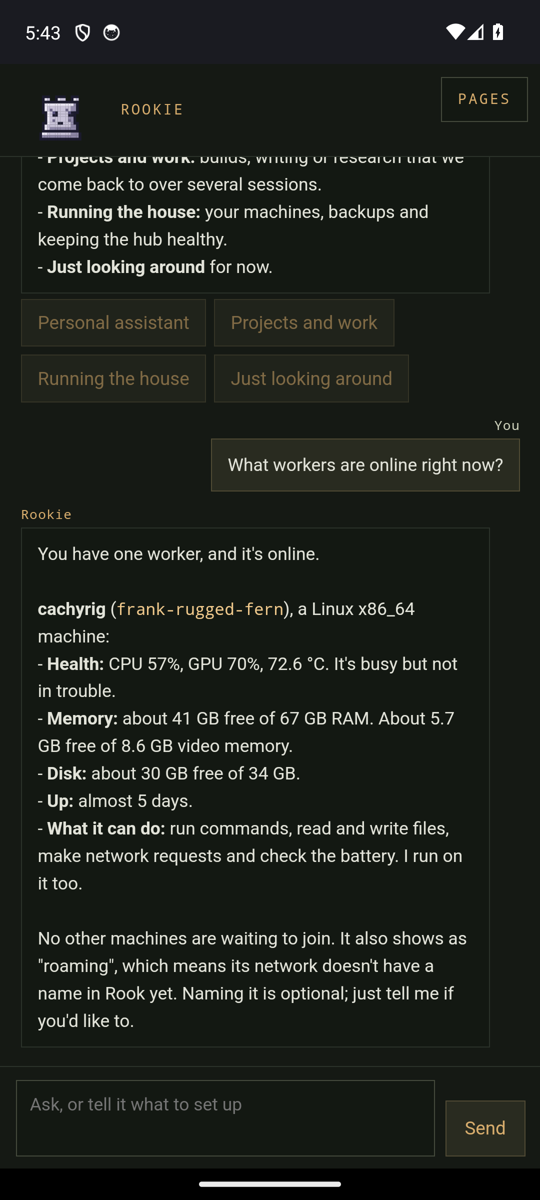 5:43
ROOKIE
PAGES
- Projects and work: builds, writing or research that we
come back to over several sessions.
- Running the house: your machines, backups and
keeping the hub healthy.
- Just looking around for now.
Personal assistant
Projects and work
Running the house
Just looking around
You
What workers are online right now?
Rookie
You have one worker, and it's online.
cachyrig (frank-rugged-fern), a Linux x86_64
machine:
- Health: CPU 57%, GPU 70%, 72.6 °C. It's busy but not
in trouble.
- Memory: about 41 GB free of 67 GB RAM. About 5.7
GB free of 8.6 GB video memory.
- Disk: about 30 GB free of 34 GB.
- Up: almost 5 days.
- What it can do: run commands, read and write files,
make network requests and check the battery. I run on
it too.
No other machines are waiting to join. It also shows as
"roaming", which means its network doesn't have a
name in Rook yet. Naming it is optional; just tell me if
you'd like to.
Ask, or tell it what to set up
Send